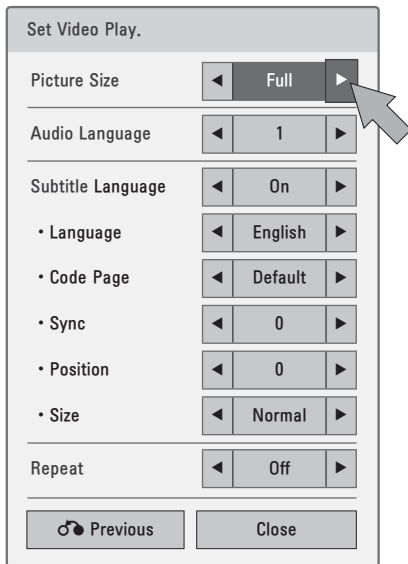 Set Video Play.
Picture Size ◀ Full ▶
Audio Language ◀ 1 ▶
Subtitle Language ◀ On ▶
• Language ◀ English ▶
• Code Page ◀ Default ▶
• Sync ◀ 0 ▶
• Position ◀ 0 ▶
• Size ◀ Normal ▶
Repeat ◀ Off ▶
Previous Close